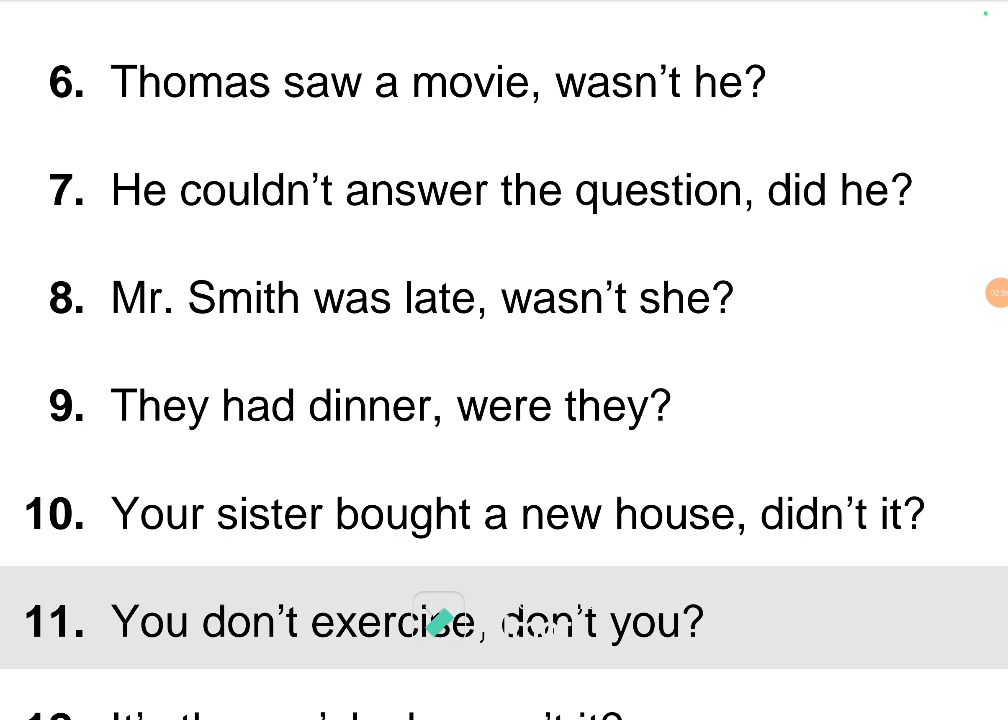 6. Thomas saw a movie, wasn’t he?
7. He couldn’t answer the question, did he?
8. Mr. Smith was late, wasn’t she?
9. They had dinner, were they?
10. Your sister bought a new house, didn’t it?
11. You don’t exercise, don’t you?